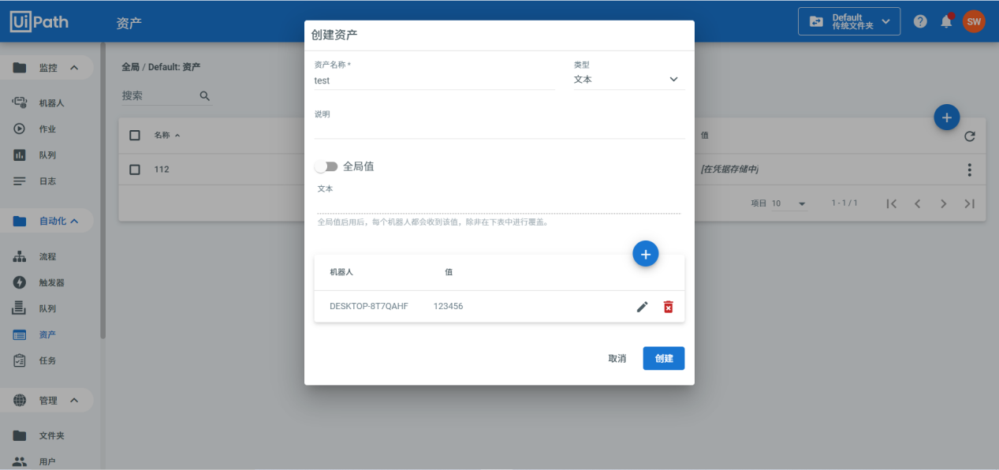 UiPath
资产
Default
传统文件夹
SW
监控
机器人
作业
队列
日志
自动化
流程
触发器
队列
资产
任务
管理
文件夹
用户
全局 / Default: 资产
搜索
名称
值
112
[在凭据存储中]
项目 10
1 - 1 / 1
创建资产
资产名称 *
类型
test
文本
说明
全局值
文本
全局值启用后，每个机器人都会收到该值，除非在下表中进行覆盖。
机器人
值
DESKTOP-8T7QAHF
123456
取消
创建